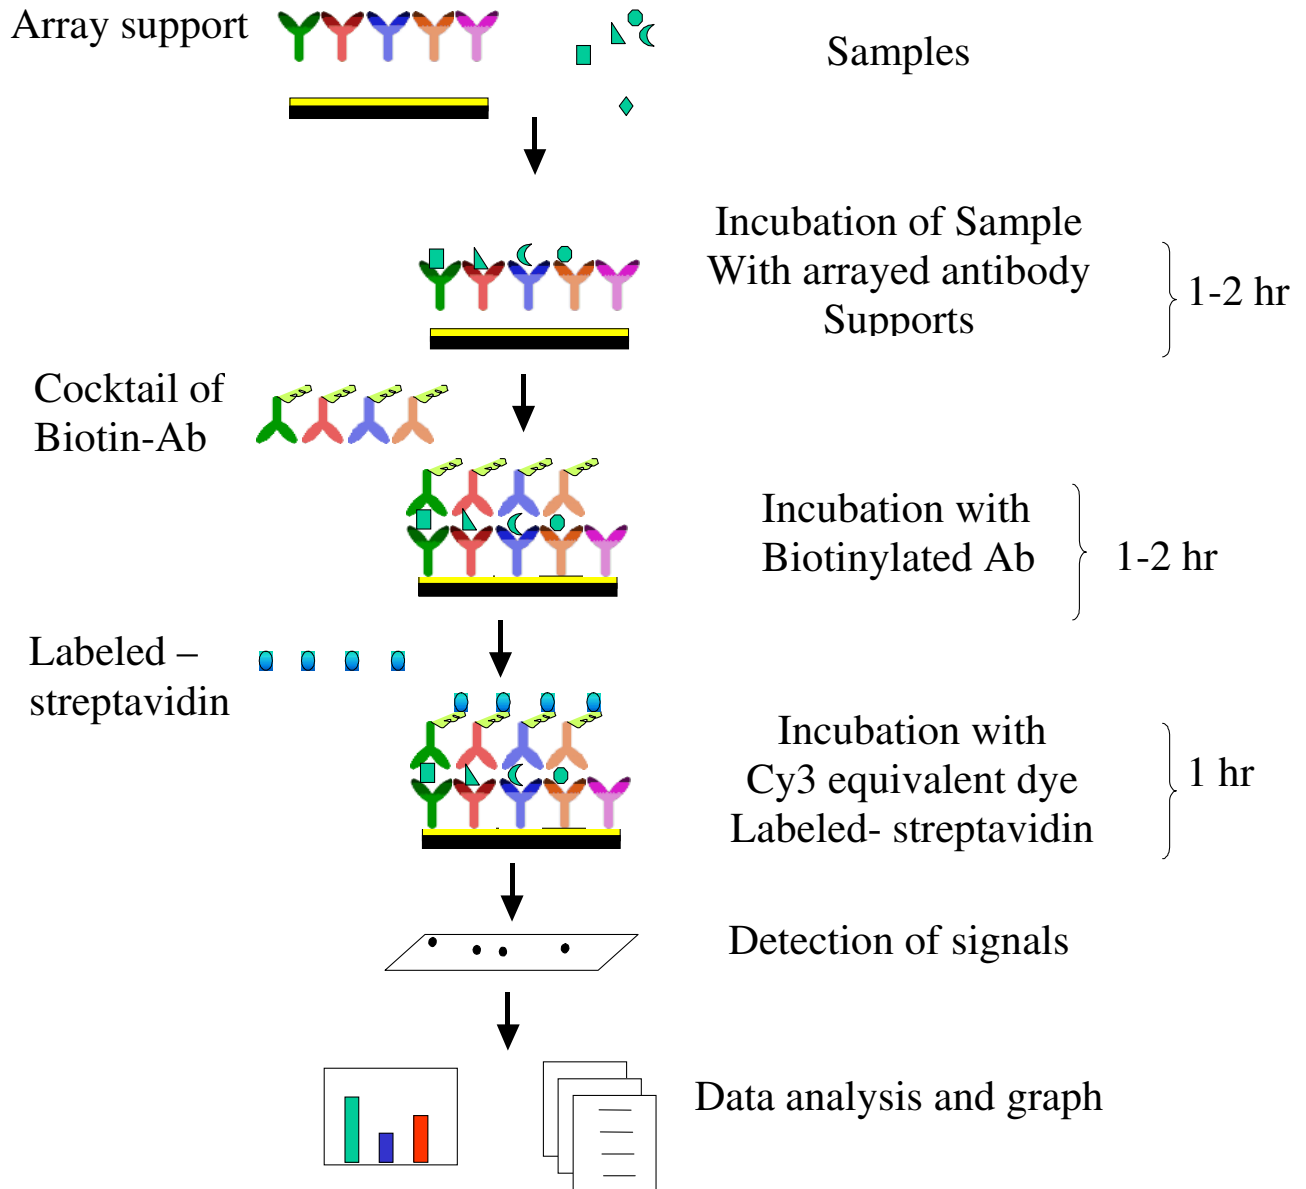 Array support
Samples
Incubation of Sample
With arrayed antibody
Supports
1-2 hr
Cocktail of
Biotin-Ab
Incubation with
Biotinylated Ab
1-2 hr
Labeled –
streptavidin
Incubation with
Cy3 equivalent dye
Labeled- streptavidin
1 hr
Detection of signals
Data analysis and graph